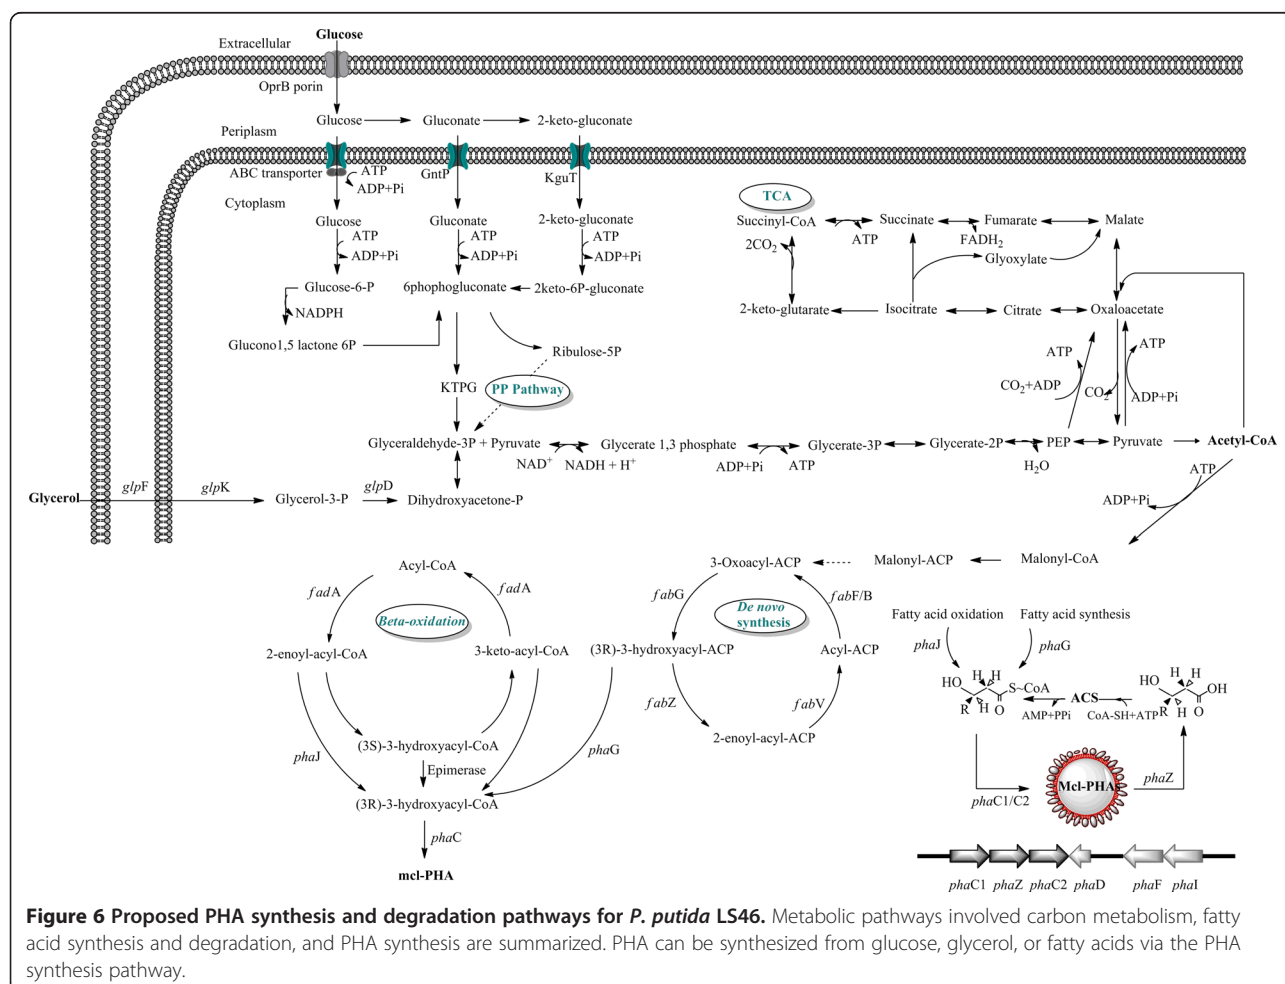 Glucose
Extracellular
OprB porin
Glucose
Gluconate
2-keto-gluconate
Periplasm
ABC transporter
ATP
ADP+Pi
GntP
KguT
Cytoplasm
Glucose
Gluconate
2-keto-gluconate
ATP
ADP+Pi
ATP
ADP+Pi
ATP
ADP+Pi
Glucose-6-P
6phophogluconate
2keto-6P-gluconate
NADPH
Glucono1,5 lactone 6P
Ribulose-5P
KTPG
PP Pathway
TCA
Succinyl-CoA
Succinate
Fumarate
Malate
2CO2
ATP
FADH2
Glyoxylate
2-keto-glutarate
Isocitrate
Citrate
Oxaloacetate
ATP
ATP
CO2+ADP
CO2
ADP+Pi
Glyceraldehyde-3P + Pyruvate
Glycerate 1,3 phosphate
Glycerate-3P
Glycerate-2P
PEP
Pyruvate
Acetyl-CoA
NAD+
NADH + H+
ADP+Pi
ATP
H2O
ATP
ADP+Pi
Glycerol
glpF
glpK
Glycerol-3-P
glpD
Dihydroxyacetone-P
Acyl-CoA
3-Oxoacyl-ACP
Malonyl-ACP
Malonyl-CoA
fadA
fadA
fabG
fabF/B
Beta-oxidation
De novo
synthesis
Fatty acid oxidation
Fatty acid synthesis
2-enoyl-acyl-CoA
3-keto-acyl-CoA
(3R)-3-hydroxyacyl-ACP
Acyl-ACP
phaJ
phaG
fabZ
fabV
HO
H
H
S~CoA
R
H
O
ACS
AMP+PPi
CoA-SH+ATP
HO
H
H
OH
R
H
O
2-enoyl-acyl-ACP
(3S)-3-hydroxyacyl-CoA
phaJ
phaG
Epimerase
(3R)-3-hydroxyacyl-CoA
phaC1/C2
Mcl-PHAs
phaZ
phaC
mcl-PHA
phaC1 phaZ phaC2 phaD phaF phaI
Figure 6 Proposed PHA synthesis and degradation pathways for P. putida LS46. Metabolic pathways involved carbon metabolism, fatty
acid synthesis and degradation, and PHA synthesis are summarized. PHA can be synthesized from glucose, glycerol, or fatty acids via the PHA
synthesis pathway.